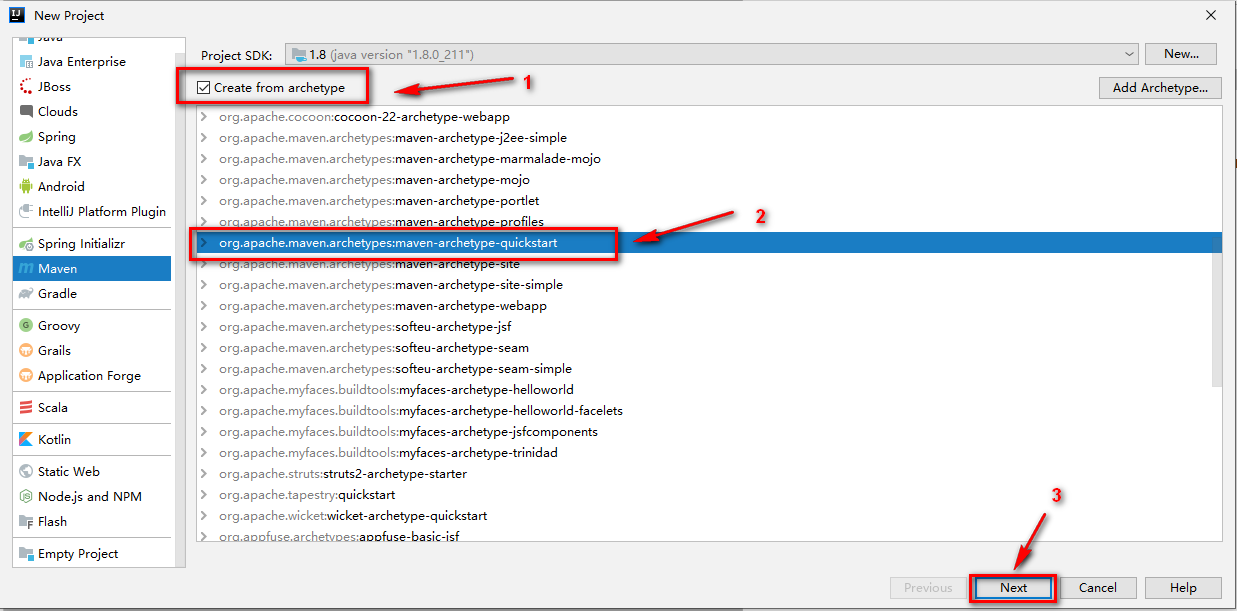 New Project
Java
Java Enterprise
JBoss
Clouds
Spring
Java FX
Android
IntelliJ Platform Plugin
Spring Initializr
Maven
Gradle
Groovy
Grails
Application Forge
Scala
Kotlin
Static Web
Node.js and NPM
Flash
Empty Project
Project SDK: 1.8 (java version "1.8.0_211") New...
Create from archetype 1 Add Archetype...
org.apache.cocoon:cocoon-22-archetype-webapp
org.apache.maven.archetypes:maven-archetype-j2ee-simple
org.apache.maven.archetypes:maven-archetype-marmalade-mojo
org.apache.maven.archetypes:maven-archetype-mojo
org.apache.maven.archetypes:maven-archetype-portlet
org.apache.maven.archetypes:maven-archetype-profiles
2
org.apache.maven.archetypes:maven-archetype-quickstart
org.apache.maven.archetypes:maven-archetype-site
org.apache.maven.archetypes:maven-archetype-site-simple
org.apache.maven.archetypes:maven-archetype-webapp
org.apache.maven.archetypes:softeu-archetype-jsf
org.apache.maven.archetypes:softeu-archetype-seam
org.apache.maven.archetypes:softeu-archetype-seam-simple
org.apache.myfaces.buildtools:myfaces-archetype-helloworld
org.apache.myfaces.buildtools:myfaces-archetype-helloworld-facelets
org.apache.myfaces.buildtools:myfaces-archetype-jsfcomponents
org.apache.myfaces.buildtools:myfaces-archetype-trinidad
org.apache.struts:struts2-archetype-starter
org.apache.tapestry:quickstart
3
org.apache.wicket:wicket-archetype-quickstart
org.appfuse.archetypes:appfuse-basic-jsf
Previous Next Cancel Help